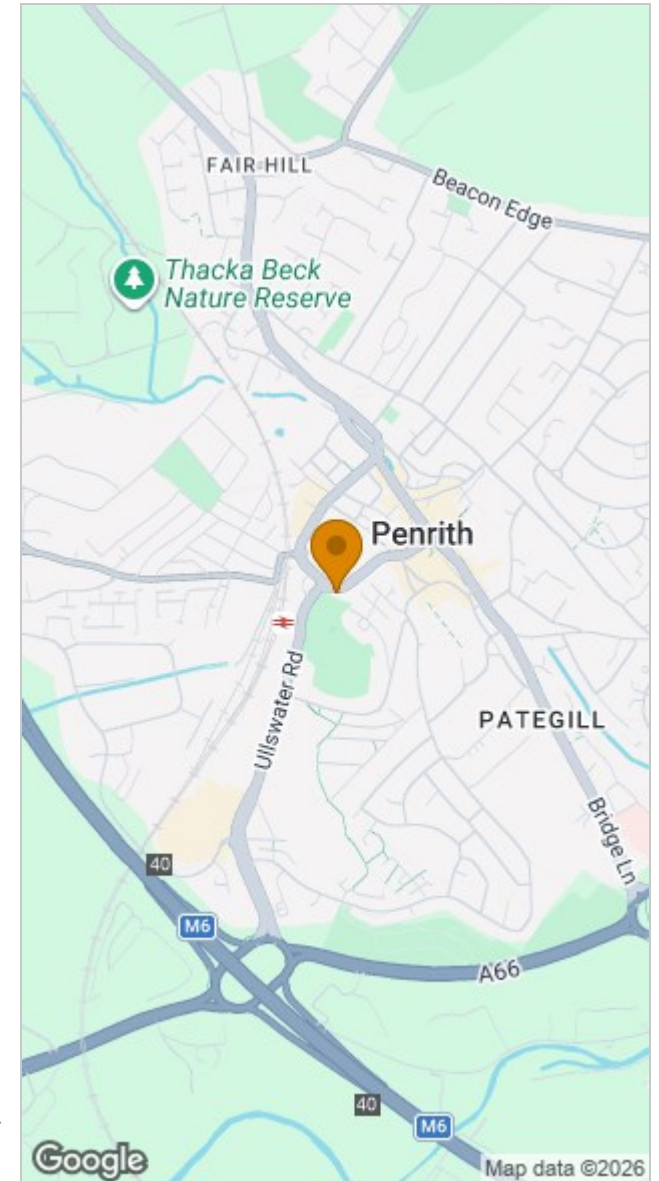 FAIR HILL
Beacon Edge
Thacka Beck
Nature Reserve
Penrith
Ullswater Rd
PATEGILL
Bridge Ln
40
M6
A66
40
M6
Google
Map data ©2026